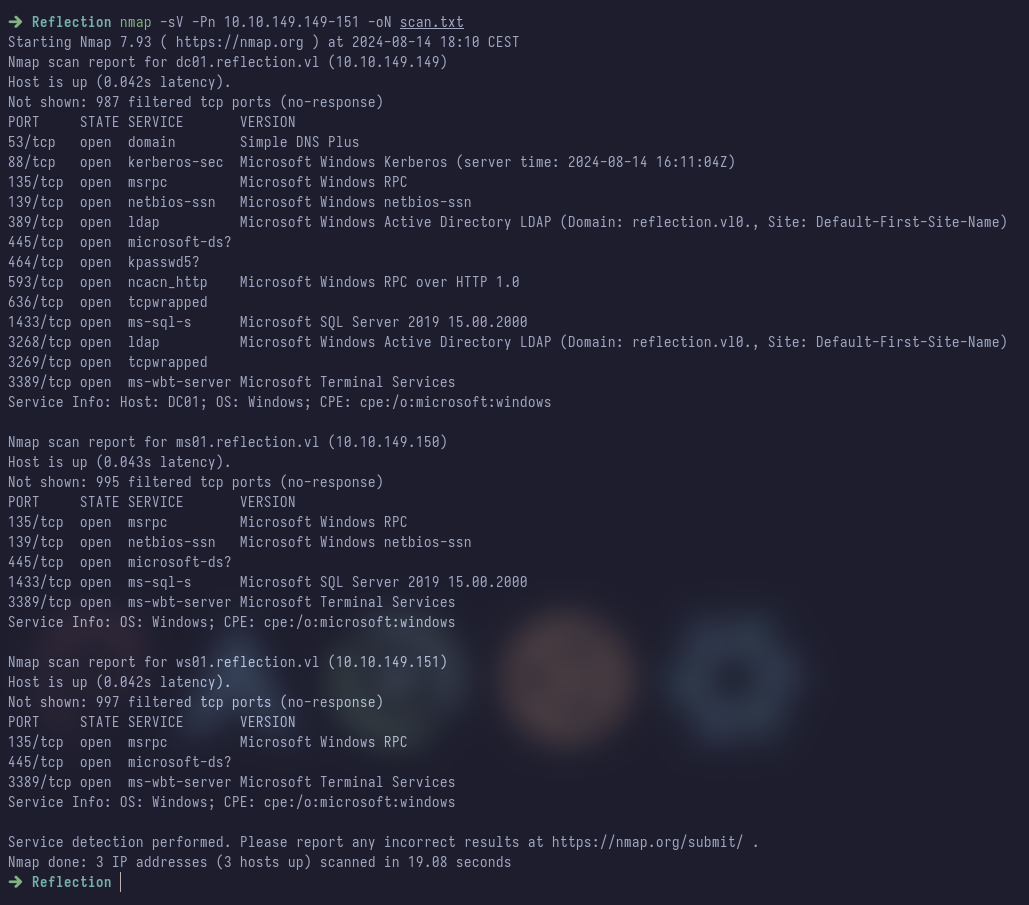 ➜ Reflection nmap -sV -Pn 10.10.149.149-151 -oN scan.txt
Starting Nmap 7.93 ( https://nmap.org ) at 2024-08-14 18:10 CEST
Nmap scan report for dc01.reflection.vl (10.10.149.149)
Host is up (0.042s latency).
Not shown: 987 filtered tcp ports (no-response)
PORT     STATE SERVICE       VERSION
53/tcp   open  domain        Simple DNS Plus
88/tcp   open  kerberos-sec  Microsoft Windows Kerberos (server time: 2024-08-14 16:11:04Z)
135/tcp  open  msrpc         Microsoft Windows RPC
139/tcp  open  netbios-ssn   Microsoft Windows netbios-ssn
389/tcp  open  ldap          Microsoft Windows Active Directory LDAP (Domain: reflection.vl0., Site: Default-First-Site-Name)
445/tcp  open  microsoft-ds?
464/tcp  open  kpasswd5?
593/tcp  open  ncacn_http    Microsoft Windows RPC over HTTP 1.0
636/tcp  open  tcpwrapped
1433/tcp open  ms-sql-s      Microsoft SQL Server 2019 15.00.2000
3268/tcp open  ldap          Microsoft Windows Active Directory LDAP (Domain: reflection.vl0., Site: Default-First-Site-Name)
3269/tcp open  tcpwrapped
3389/tcp open  ms-wbt-server Microsoft Terminal Services
Service Info: Host: DC01; OS: Windows; CPE: cpe:/o:microsoft:windows

Nmap scan report for ms01.reflection.vl (10.10.149.150)
Host is up (0.043s latency).
Not shown: 995 filtered tcp ports (no-response)
PORT     STATE SERVICE       VERSION
135/tcp  open  msrpc         Microsoft Windows RPC
139/tcp  open  netbios-ssn   Microsoft Windows netbios-ssn
445/tcp  open  microsoft-ds?
1433/tcp open  ms-sql-s      Microsoft SQL Server 2019 15.00.2000
3389/tcp open  ms-wbt-server Microsoft Terminal Services
Service Info: OS: Windows; CPE: cpe:/o:microsoft:windows

Nmap scan report for ws01.reflection.vl (10.10.149.151)
Host is up (0.042s latency).
Not shown: 997 filtered tcp ports (no-response)
PORT     STATE SERVICE       VERSION
135/tcp  open  msrpc         Microsoft Windows RPC
445/tcp  open  microsoft-ds?
3389/tcp open  ms-wbt-server Microsoft Terminal Services
Service Info: OS: Windows; CPE: cpe:/o:microsoft:windows

Service detection performed. Please report any incorrect results at https://nmap.org/submit/ .
Nmap done: 3 IP addresses (3 hosts up) scanned in 19.08 seconds
➜ Reflection